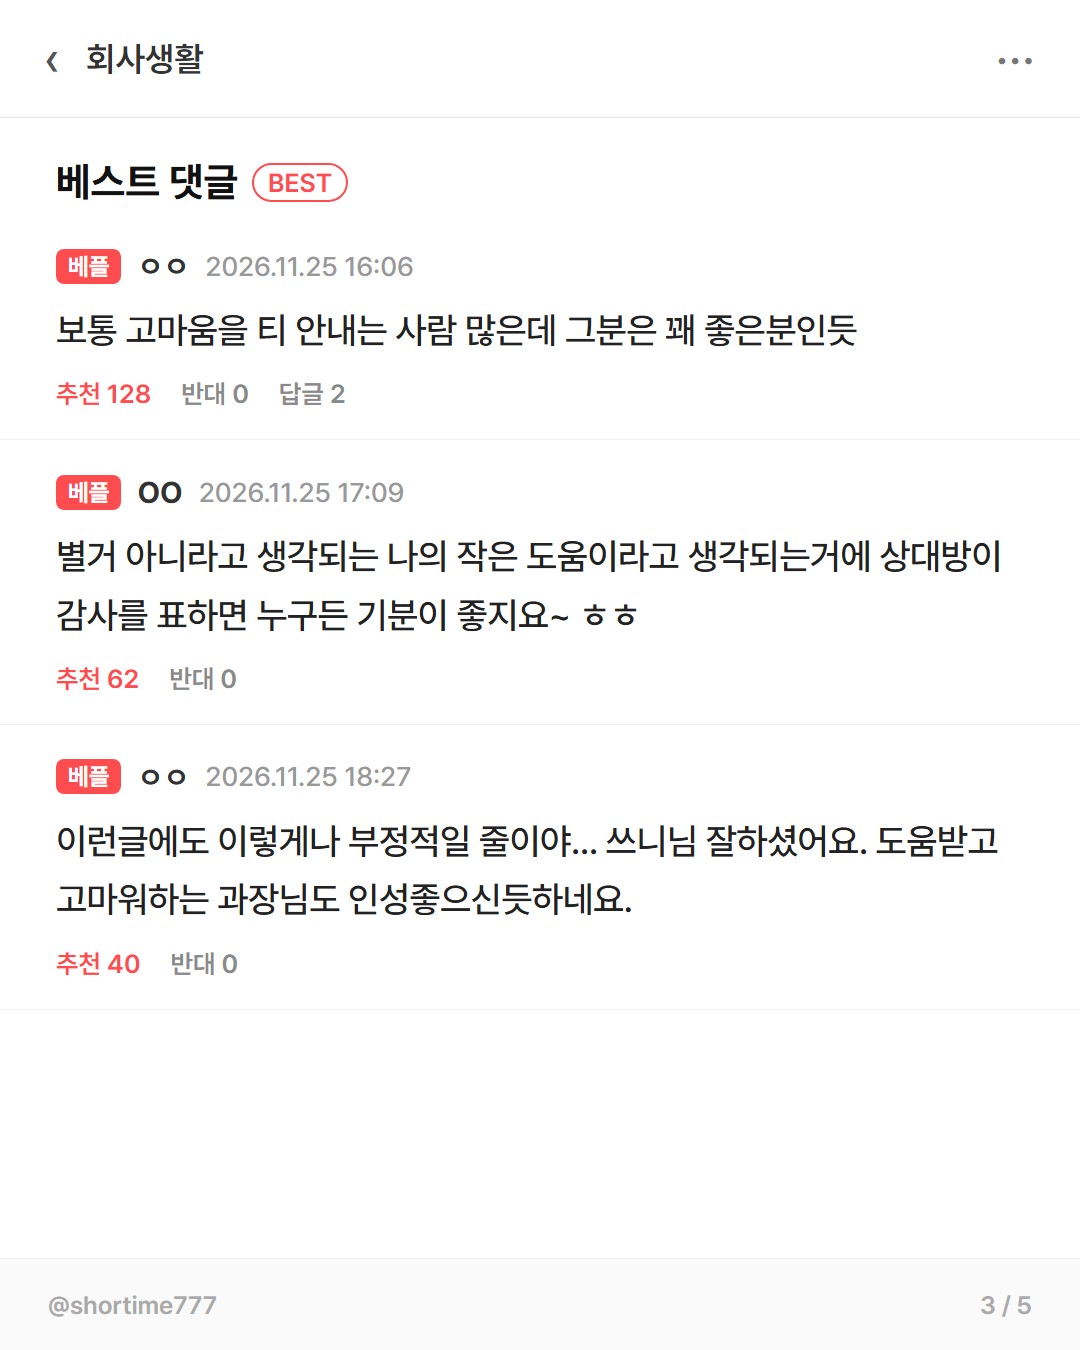 회사생활
베스트 댓글 BEST
베플 ㅇㅇ 2026.11.25 16:06
보통 고마움을 티 안내는 사람 많은데 그분은 꽤 좋은분인듯
추천 128 반대 0 답글 2
베플 OO 2026.11.25 17:09
별거 아니라고 생각되는 나의 작은 도움이라고 생각되는거에 상대방이
감사를 표하면 누구든 기분이 좋지요~ ㅎㅎ
추천 62 반대 0
베플 ㅇㅇ 2026.11.25 18:27
이런글에도 이렇게나 부정적일 줄이야... 쓰니님 잘하셨어요. 도움받고
고마워하는 과장님도 인성좋으신듯하네요.
추천 40 반대 0
@shortime777 3 / 5